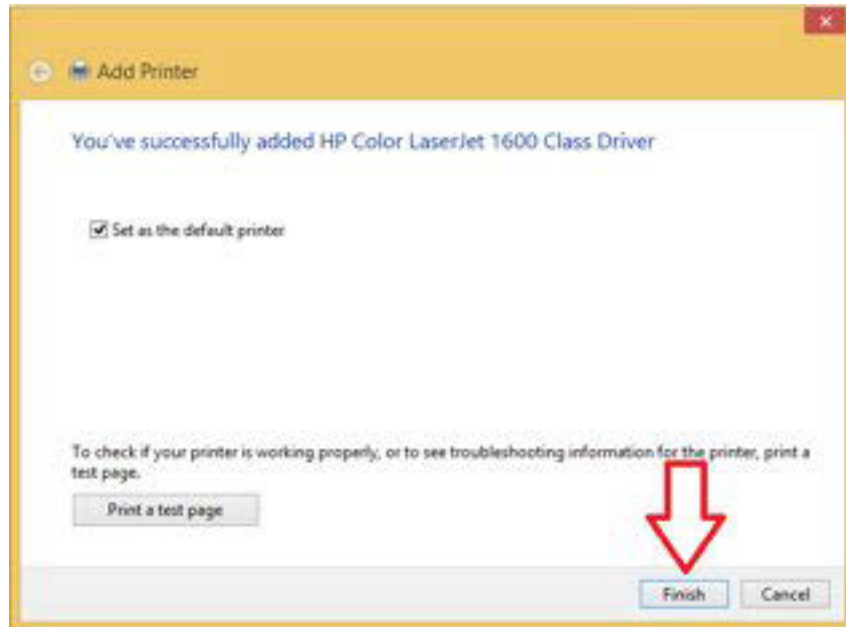 Add Printer
You've successfully added HP Color LaserJet 1600 Class Driver
Set as the default printer
To check if your printer is working properly, or to see troubleshooting information for the printer, print a
test page.
Print a test page
Finish Cancel